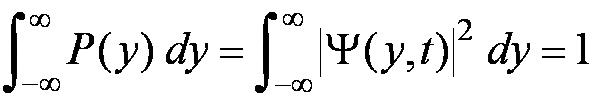 ∫_{-∞}^{∞} P(y) dy = ∫_{-∞}^{∞} |Ψ(y,t)|² dy = 1